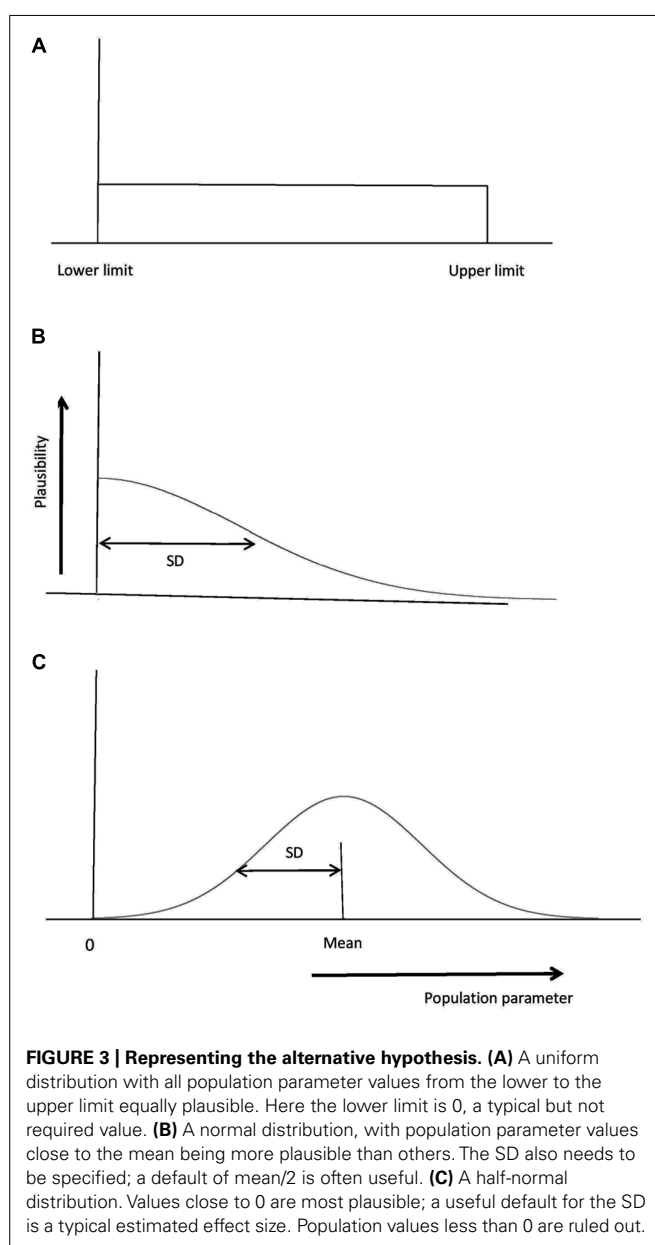 A
Lower limit
Upper limit
B
Plausibility
SD
C
SD
0
Mean
Population parameter
FIGURE 3 | Representing the alternative hypothesis. (A) A uniform
distribution with all population parameter values from the lower to the
upper limit equally plausible. Here the lower limit is 0, a typical but not
required value. (B) A normal distribution, with population parameter values
close to the mean being more plausible than others. The SD also needs to
be specified; a default of mean/2 is often useful. (C) A half-normal
distribution. Values close to 0 are most plausible; a useful default for the SD
is a typical estimated effect size. Population values less than 0 are ruled out.